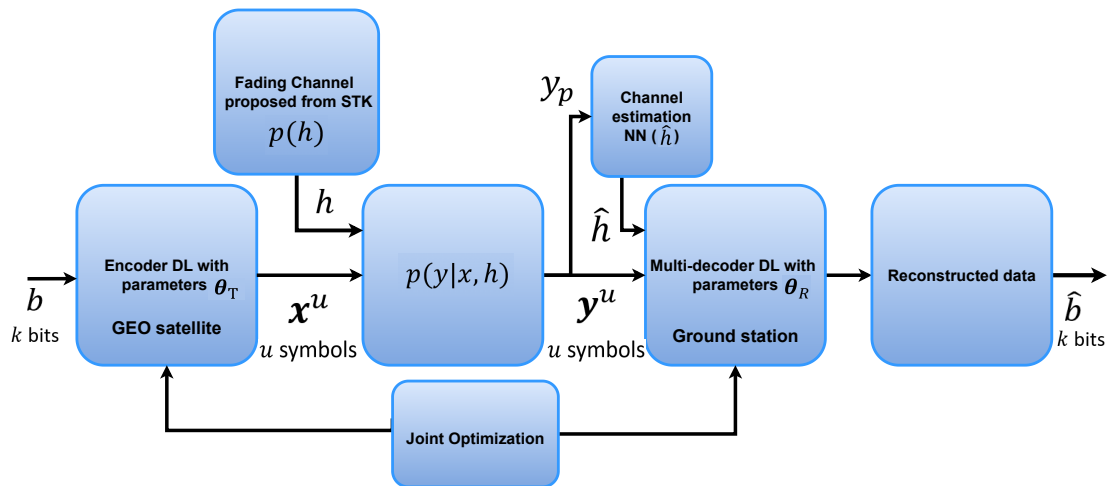 Fading Channel
proposed from STK
p(h)
y_p
Channel
estimation
NN (ĥ)
h
ĥ
b
k bits
Encoder DL with
parameters θ_T
GEO satellite
x^u
u symbols
p(y|x, h)
y^u
u symbols
Multi-decoder DL with
parameters θ_R
Ground station
Reconstructed data
b̂
k bits
Joint Optimization